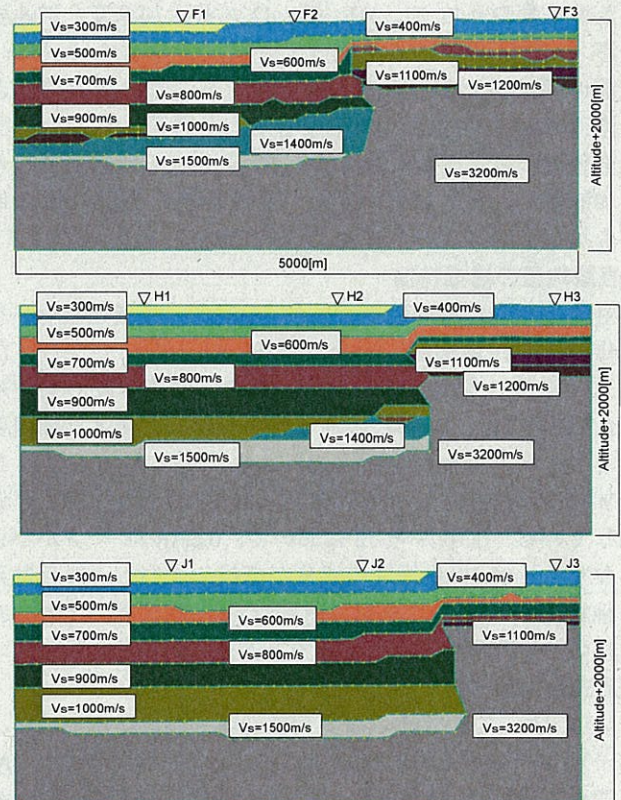 ▽ F1
▽ F2
▽ F3
Vs=300m/s
Vs=400m/s
Vs=500m/s
Vs=600m/s
Vs=700m/s
Vs=1100m/s
Vs=1200m/s
Vs=800m/s
Vs=900m/s
Vs=1000m/s
Vs=1400m/s
Vs=1500m/s
Vs=3200m/s
Altitude+2000[m]
5000[m]
▽ H1
▽ H2
▽ H3
Vs=300m/s
Vs=400m/s
Vs=500m/s
Vs=600m/s
Vs=700m/s
Vs=1100m/s
Vs=800m/s
Vs=1200m/s
Vs=900m/s
Vs=1000m/s
Vs=1400m/s
Vs=1500m/s
Vs=3200m/s
Altitude+2000[m]
▽ J1
▽ J2
▽ J3
Vs=300m/s
Vs=400m/s
Vs=500m/s
Vs=600m/s
Vs=700m/s
Vs=1100m/s
Vs=800m/s
Vs=900m/s
Vs=1000m/s
Vs=1500m/s
Vs=3200m/s
Altitude+2000[m]